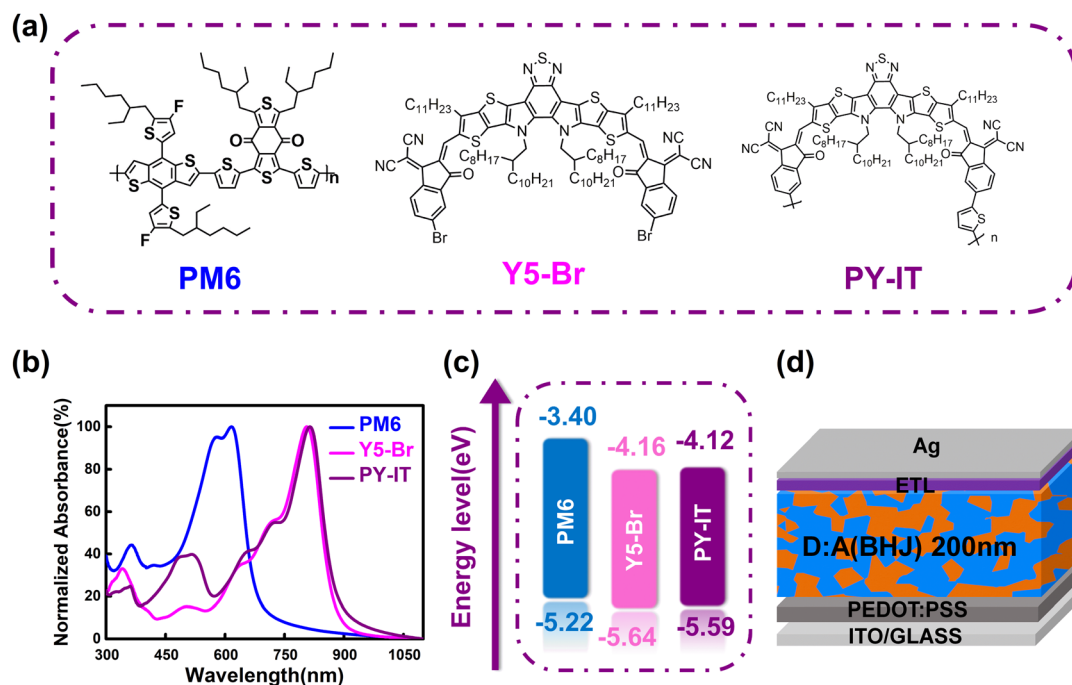 (a)
F
S
S
O
O
S
S
S
S
S
n
F
S
PM6
S
N
N
C₁₁H₂₃
S
S
C₁₁H₂₃
S
N
N
S
CN
NC
O
C₈H₁₇
C₈H₁₇
C₁₀H₂₁
C₁₀H₂₁
O
CN
CN
Br
Br
Y5-Br
S
N
N
C₁₁H₂₃
S
S
C₁₁H₂₃
S
N
N
S
CN
NC
O
C₈H₁₇
C₈H₁₇
C₁₀H₂₁
C₁₀H₂₁
O
CN
CN
S
n
PY-IT
(b)
Normalized Absorbance(%)
100
80
60
40
20
0
300 450 600 750 900 1050
Wavelength(nm)
PM6
Y5-Br
PY-IT
(c)
Energy level(eV)
-3.40
-4.16
-4.12
PM6
Y5-Br
PY-IT
-5.22
-5.64
-5.59
(d)
Ag
ETL
D:A(BHJ) 200nm
PEDOT:PSS
ITO/GLASS